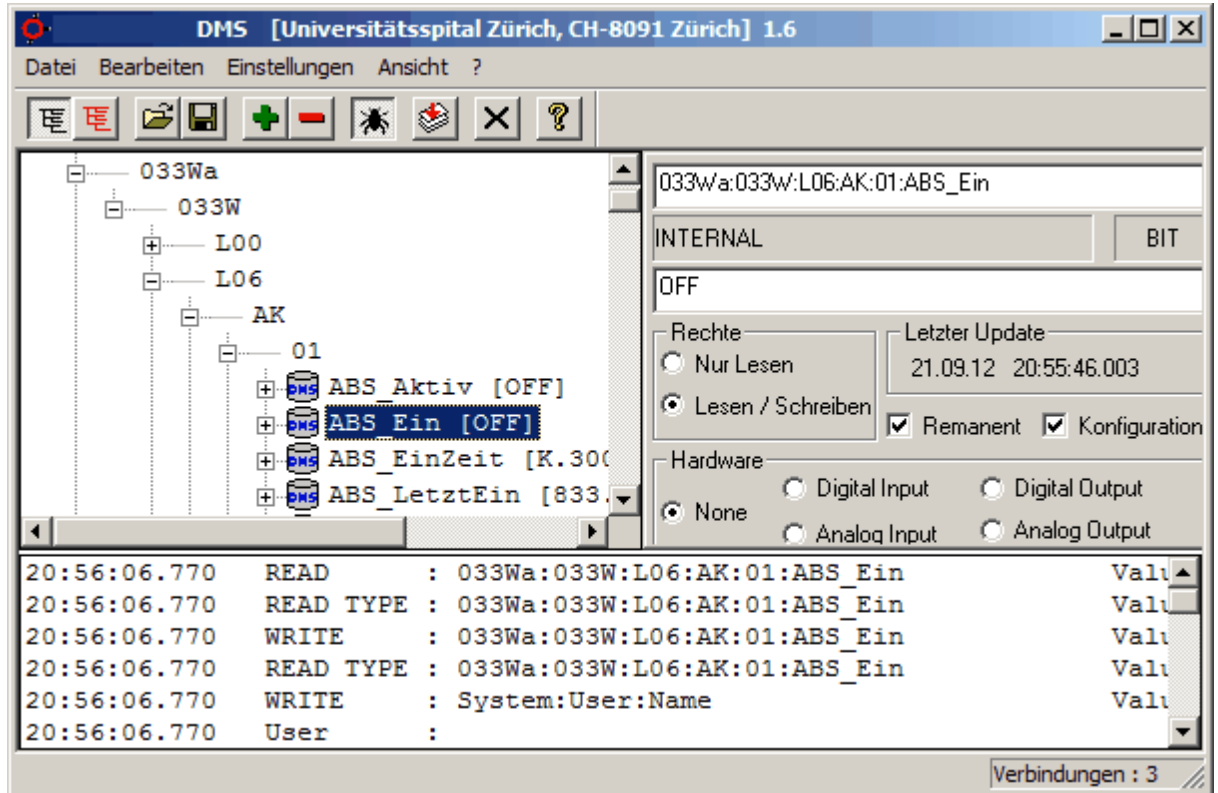 DMS [Universitätsspital Zürich, CH-8091 Zürich] 1.6
Datei Bearbeiten Einstellungen Ansicht ?
033Wa
033W
L00
L06
AK
01
ABS_Aktiv [OFF]
ABS_Ein [OFF]
ABS_EinZeit [K.300
ABS_LetztEin [833.
033Wa:033W:L06:AK:01:ABS_Ein
INTERNAL BIT
OFF
Rechte
Nur Lesen
Lesen / Schreiben
Letzter Update
21.09.12 20:55:46.003
Remanent Konfiguration
Hardware
None
Digital Input Digital Output
Analog Input Analog Output
20:56:06.770 READ : 033Wa:033W:L06:AK:01:ABS_Ein Valu
20:56:06.770 READ TYPE : 033Wa:033W:L06:AK:01:ABS_Ein Valu
20:56:06.770 WRITE : 033Wa:033W:L06:AK:01:ABS_Ein Valu
20:56:06.770 READ TYPE : 033Wa:033W:L06:AK:01:ABS_Ein Valu
20:56:06.770 WRITE : System:User:Name Valu
20:56:06.770 User :
Verbindungen : 3